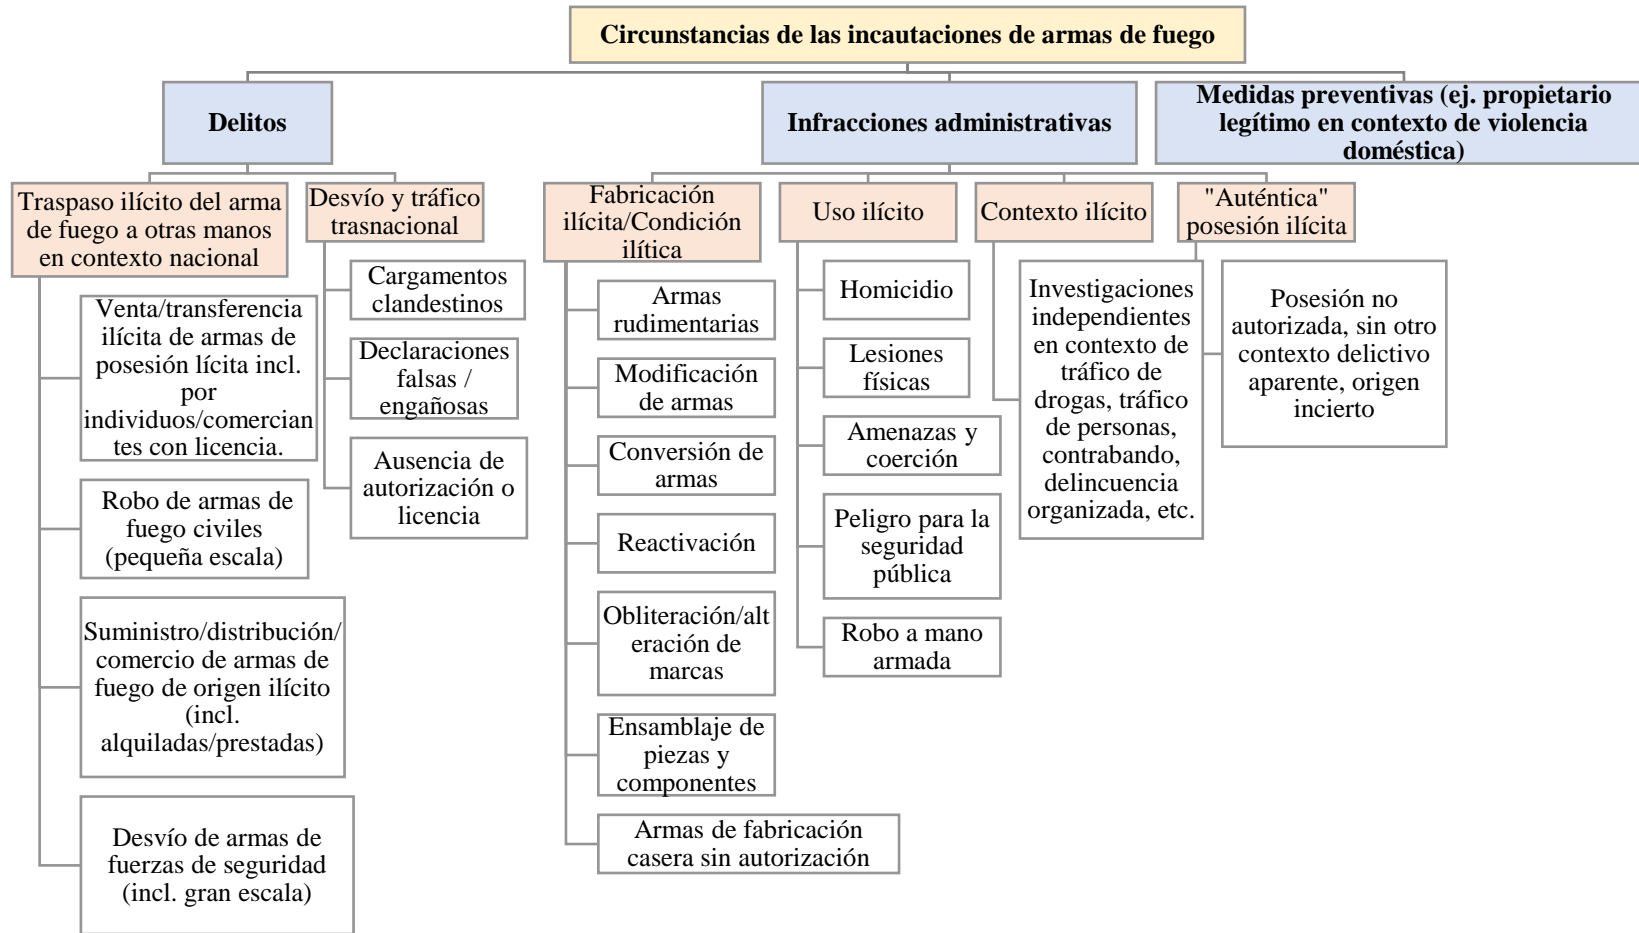 Circunstancias de las incautaciones de armas de fuego
Delitos
Infracciones administrativas
Medidas preventivas (ej. propietario
legítimo en contexto de violencia
doméstica)
Traspaso ilícito del arma
de fuego a otras manos
en contexto nacional
Venta/transferencia
ilícita de armas de
posesión lícita incl.
por
individuos/comercian
tes con licencia.
Robo de armas de
fuego civiles
(pequeña escala)
Suministro/distribución/
comercio de armas de
fuego de origen ilícito
(incl.
alquiladas/prestadas)
Desvío de armas de
fuerzas de seguridad
(incl. gran escala)
Desvío y tráfico
trasnacional
Cargamentos
clandestinos
Declaraciones
falsas /
engañosas
Ausencia de
autorización o
licencia
Fabricación
ilícita/Condición
ilítica
Armas
rudimentarias
Modificación
de armas
Conversión de
armas
Reactivación
Obliteración/alt
eración de
marcas
Ensamblaje de
piezas y
componentes
Armas de fabricación
casera sin autorización
Uso ilícito
Homicidio
Lesiones
físicas
Amenazas y
coerción
Peligro para la
seguridad
pública
Robo a mano
armada
Contexto ilícito
Investigaciones
independientes
en contexto de
tráfico de
drogas, tráfico
de personas,
contrabando,
delincuencia
organizada, etc.
"Auténtica"
posesión ilícita
Posesión no
autorizada, sin otro
contexto delictivo
aparente, origen
incierto